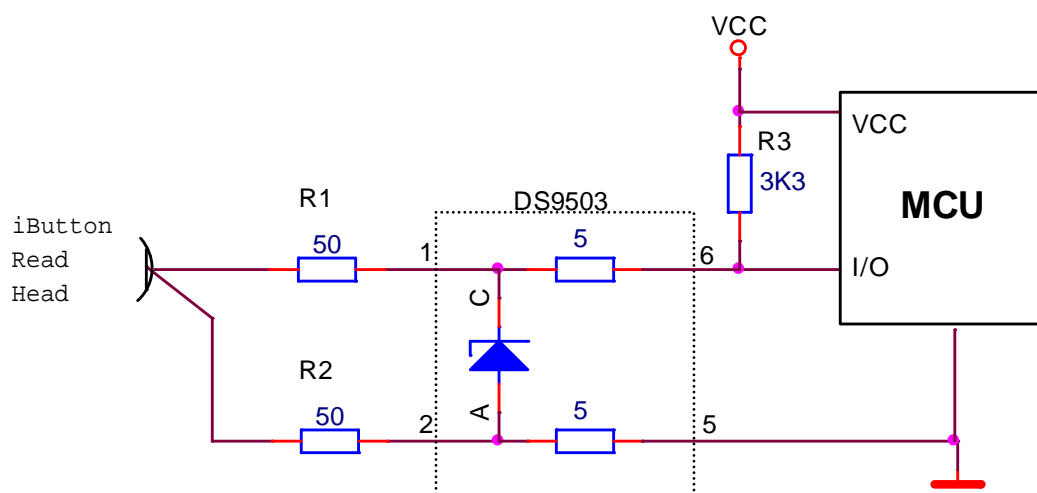 VCC
VCC
R3
3K3
MCU
DS9503
R1
iButton
Read
Head
50
1
5
6
I/O
C
R2
A
50
2
5
5